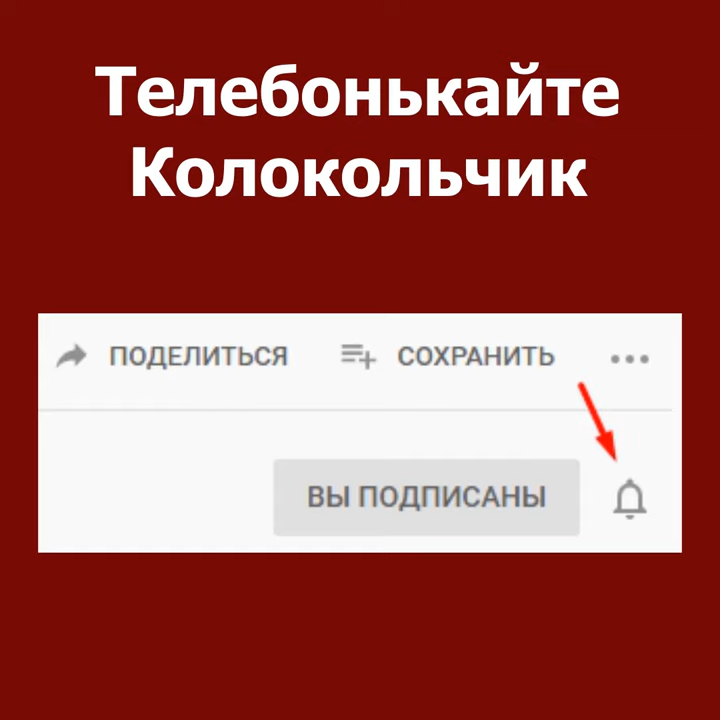 Телебонькайте
Колокольчик
ПОДЕЛИТЬСЯ СОХРАНИТЬ
ВЫ ПОДПИСАНЫ